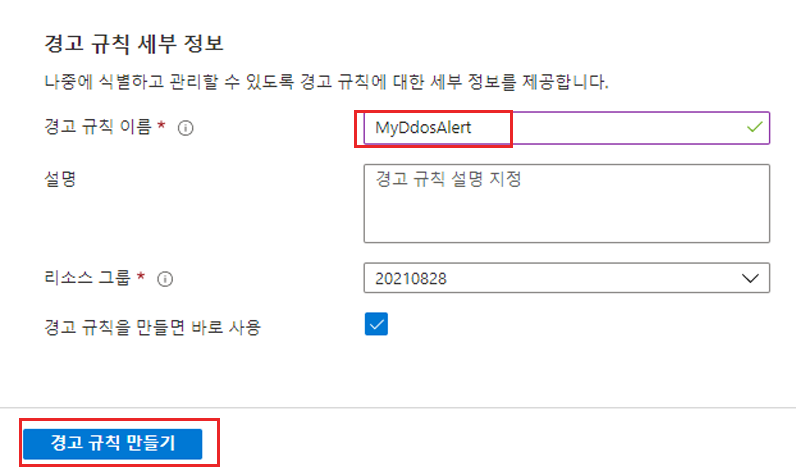 경고 규칙 세부 정보
나중에 식별하고 관리할 수 있도록 경고 규칙에 대한 세부 정보를 제공합니다.
경고 규칙 이름 * MyDdosAlert
설명 경고 규칙 설명 지정
리소스 그룹 * 20210828
경고 규칙을 만들면 바로 사용
경고 규칙 만들기